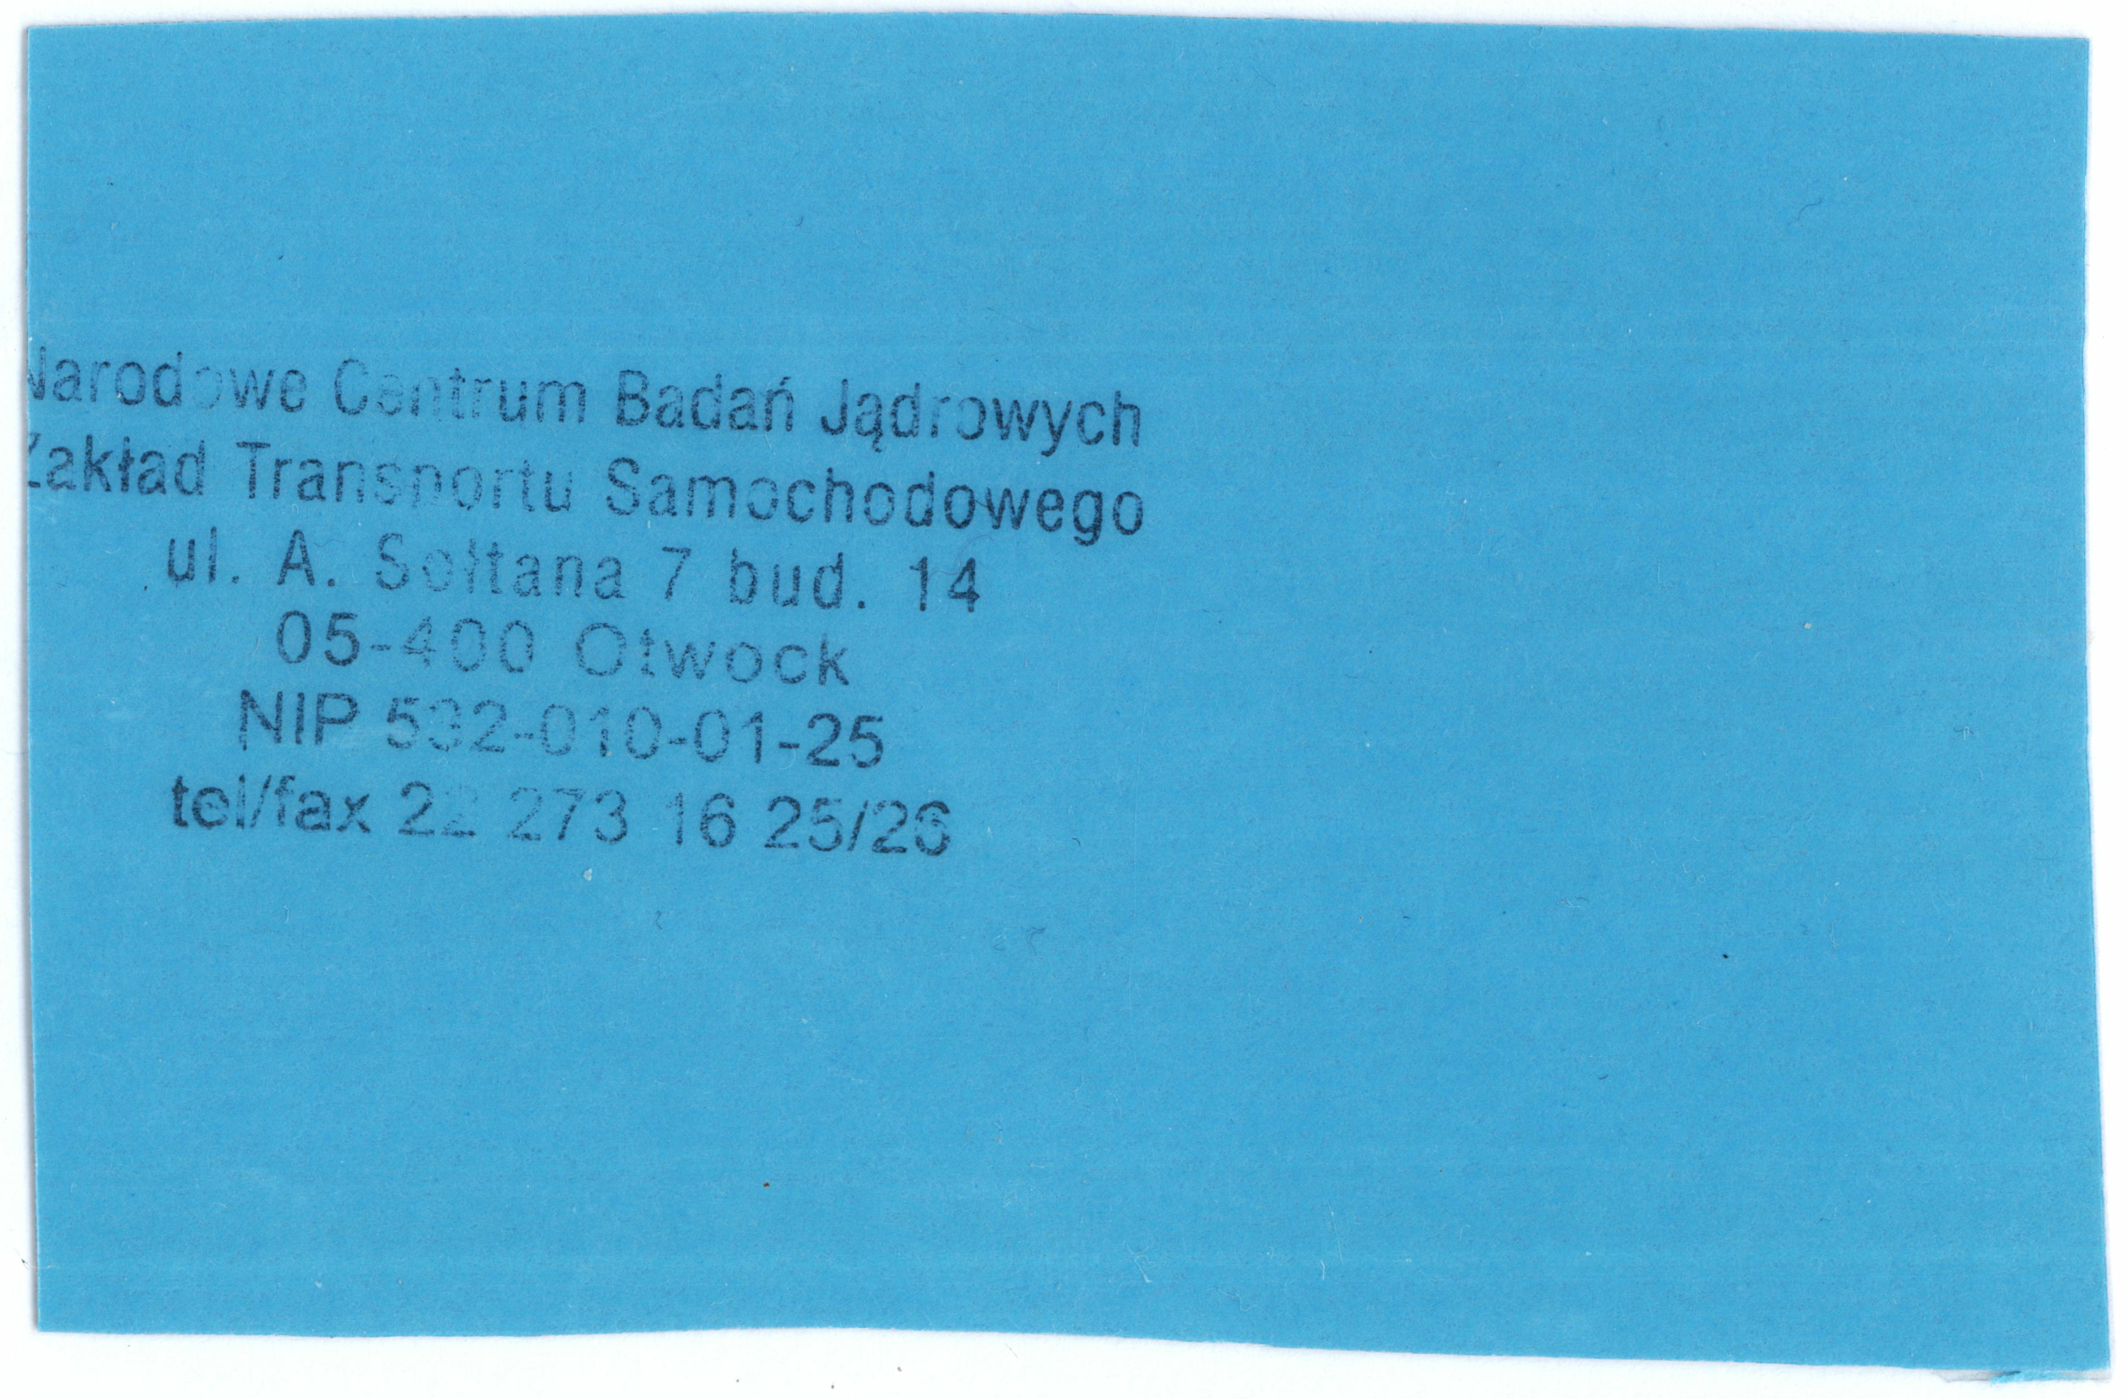 Narodowe Centrum Badań Jądrowych
Zakład Transportu Samochodowego
ul. A. Sołtana 7 bud. 14
05-400 Otwock
NIP 532-010-01-25
tel/fax 22 273 16 25/26